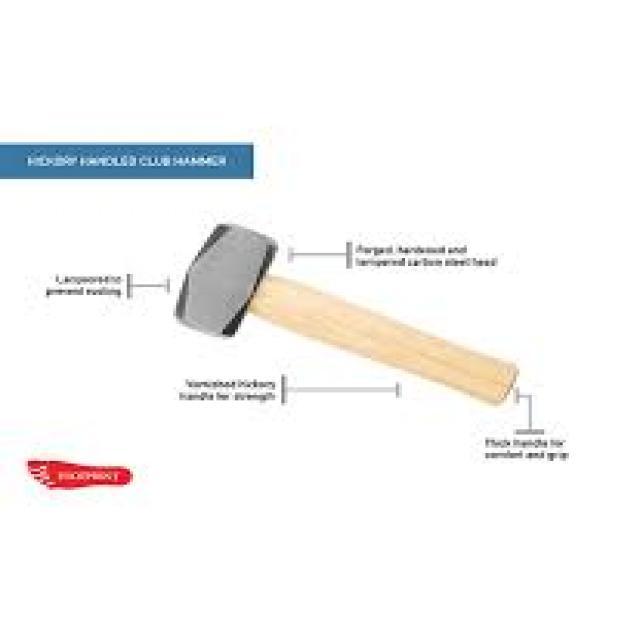 HICKORY HANDLED CLUB HAMMER
Forged, hardened and
tempered carbon steel head
Lacquered to
prevent rusting
Varnished hickory
handle for strength
Thick handle for
comfort and grip
FOOTPRINT